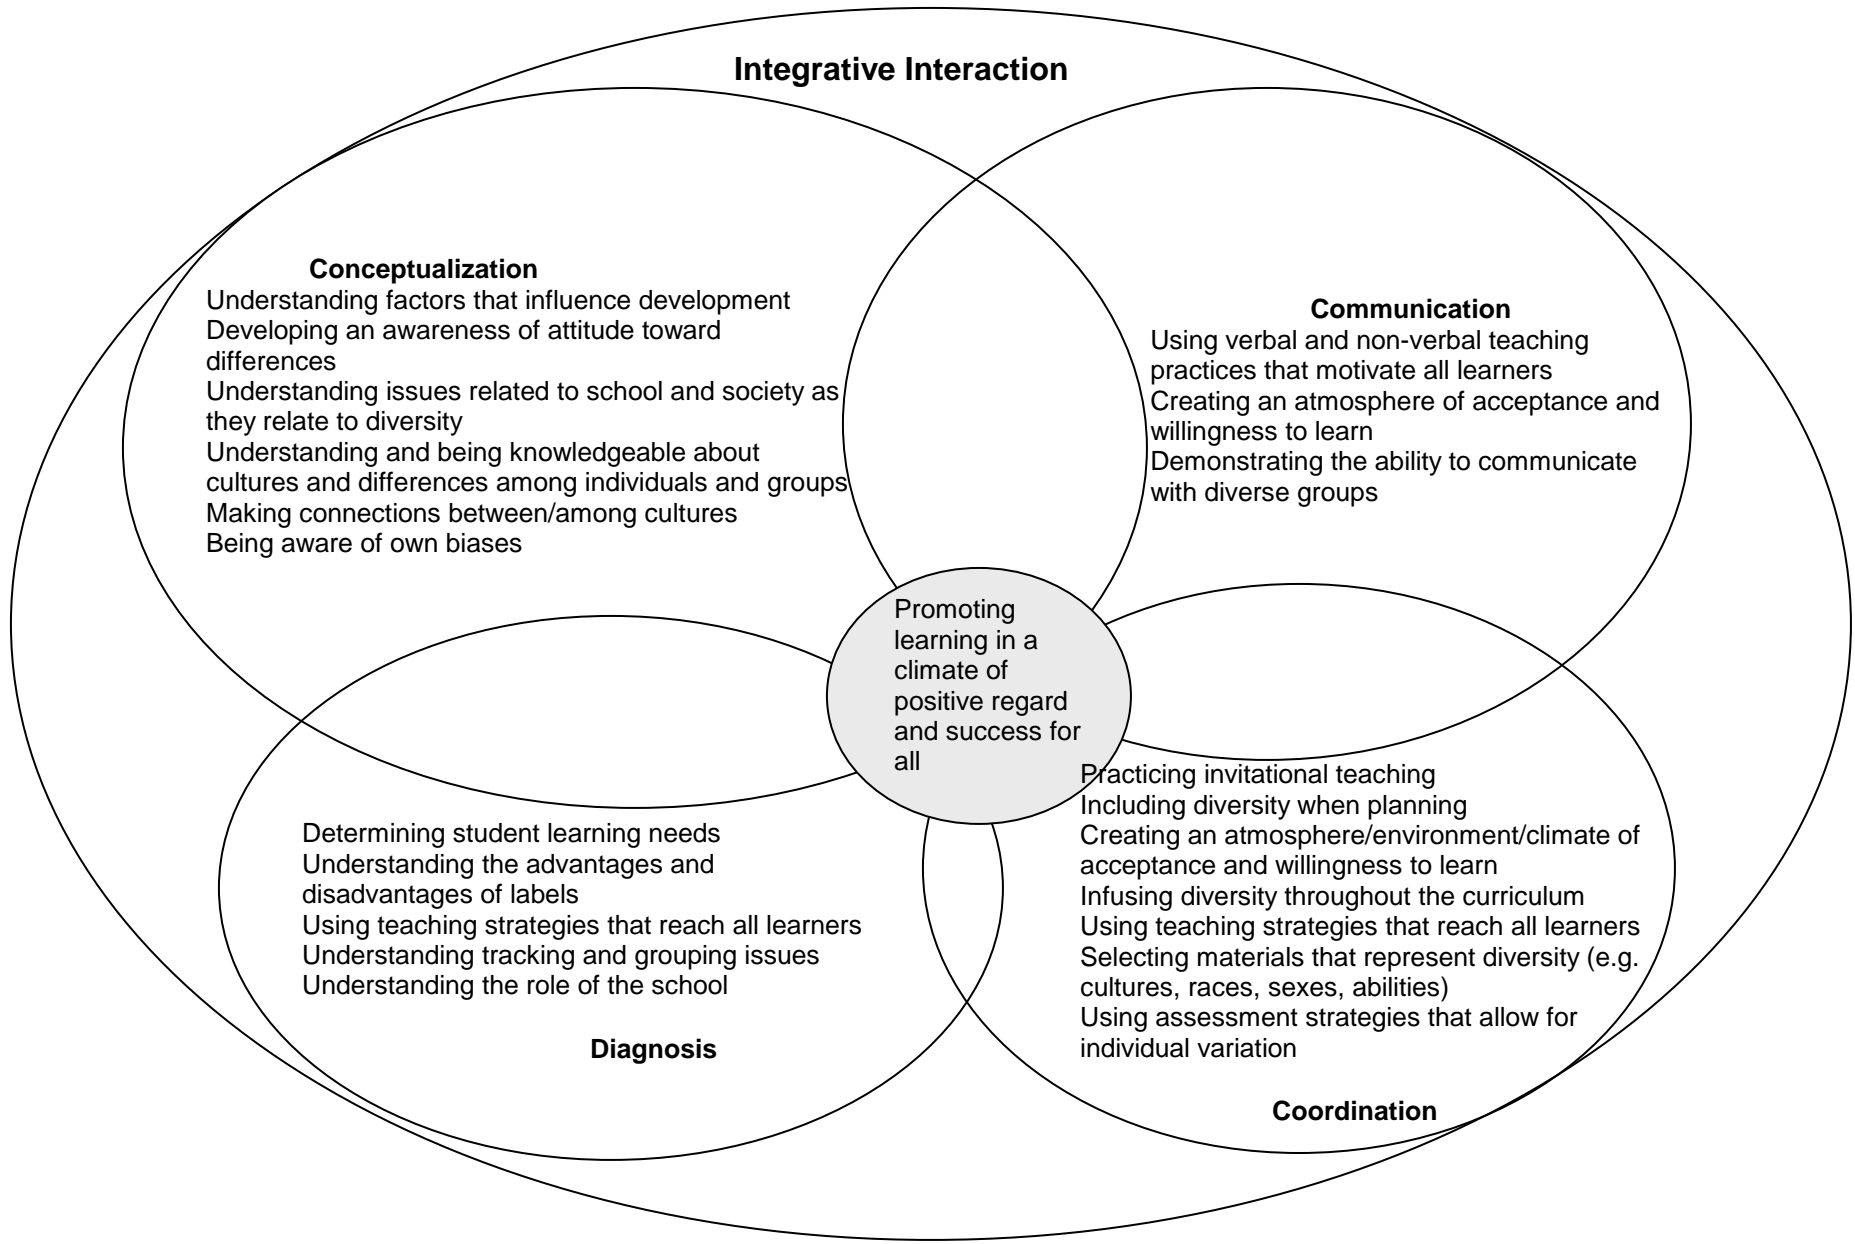 Integrative Interaction
Conceptualization
Understanding factors that influence development
Developing an awareness of attitude toward
differences
Understanding issues related to school and society as
they relate to diversity
Understanding and being knowledgeable about
cultures and differences among individuals and groups
Making connections between/among cultures
Being aware of own biases
Communication
Using verbal and non-verbal teaching
practices that motivate all learners
Creating an atmosphere of acceptance and
willingness to learn
Demonstrating the ability to communicate
with diverse groups
Promoting
learning in a
climate of
positive regard
and success for
all
Determining student learning needs
Understanding the advantages and
disadvantages of labels
Using teaching strategies that reach all learners
Understanding tracking and grouping issues
Understanding the role of the school
Diagnosis
Practicing invitational teaching
Including diversity when planning
Creating an atmosphere/environment/climate of
acceptance and willingness to learn
Infusing diversity throughout the curriculum
Using teaching strategies that reach all learners
Selecting materials that represent diversity (e.g.
cultures, races, sexes, abilities)
Using assessment strategies that allow for
individual variation
Coordination